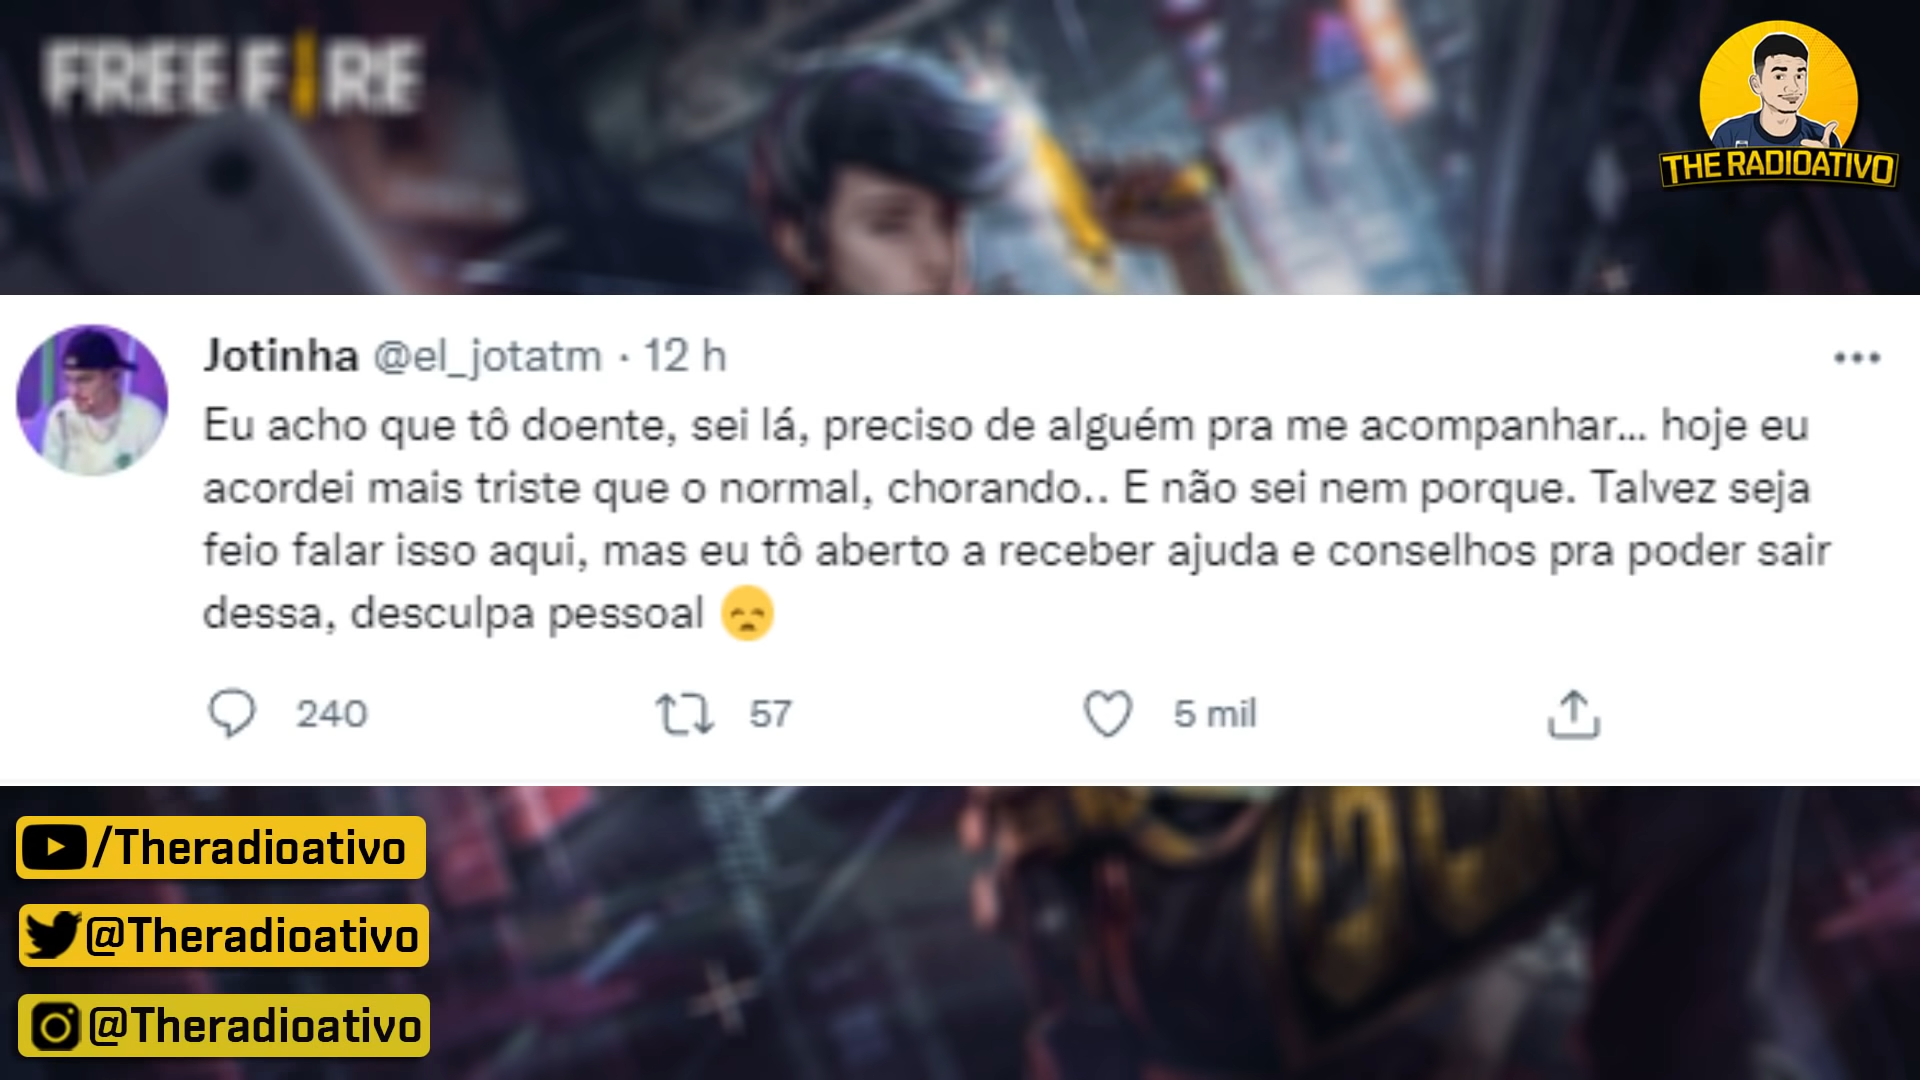 FREE FIRE
THE RADIOATIVO
Jotinha @el_jotatm · 12 h
Eu acho que tô doente, sei lá, preciso de alguém pra me acompanhar... hoje eu
acordei mais triste que o normal, chorando.. E não sei nem porque. Talvez seja
feio falar isso aqui, mas eu tô aberto a receber ajuda e conselhos pra poder sair
dessa, desculpa pessoal 😞
240 57 5 mil
/Theradioativo
@Theradioativo
@Theradioativo